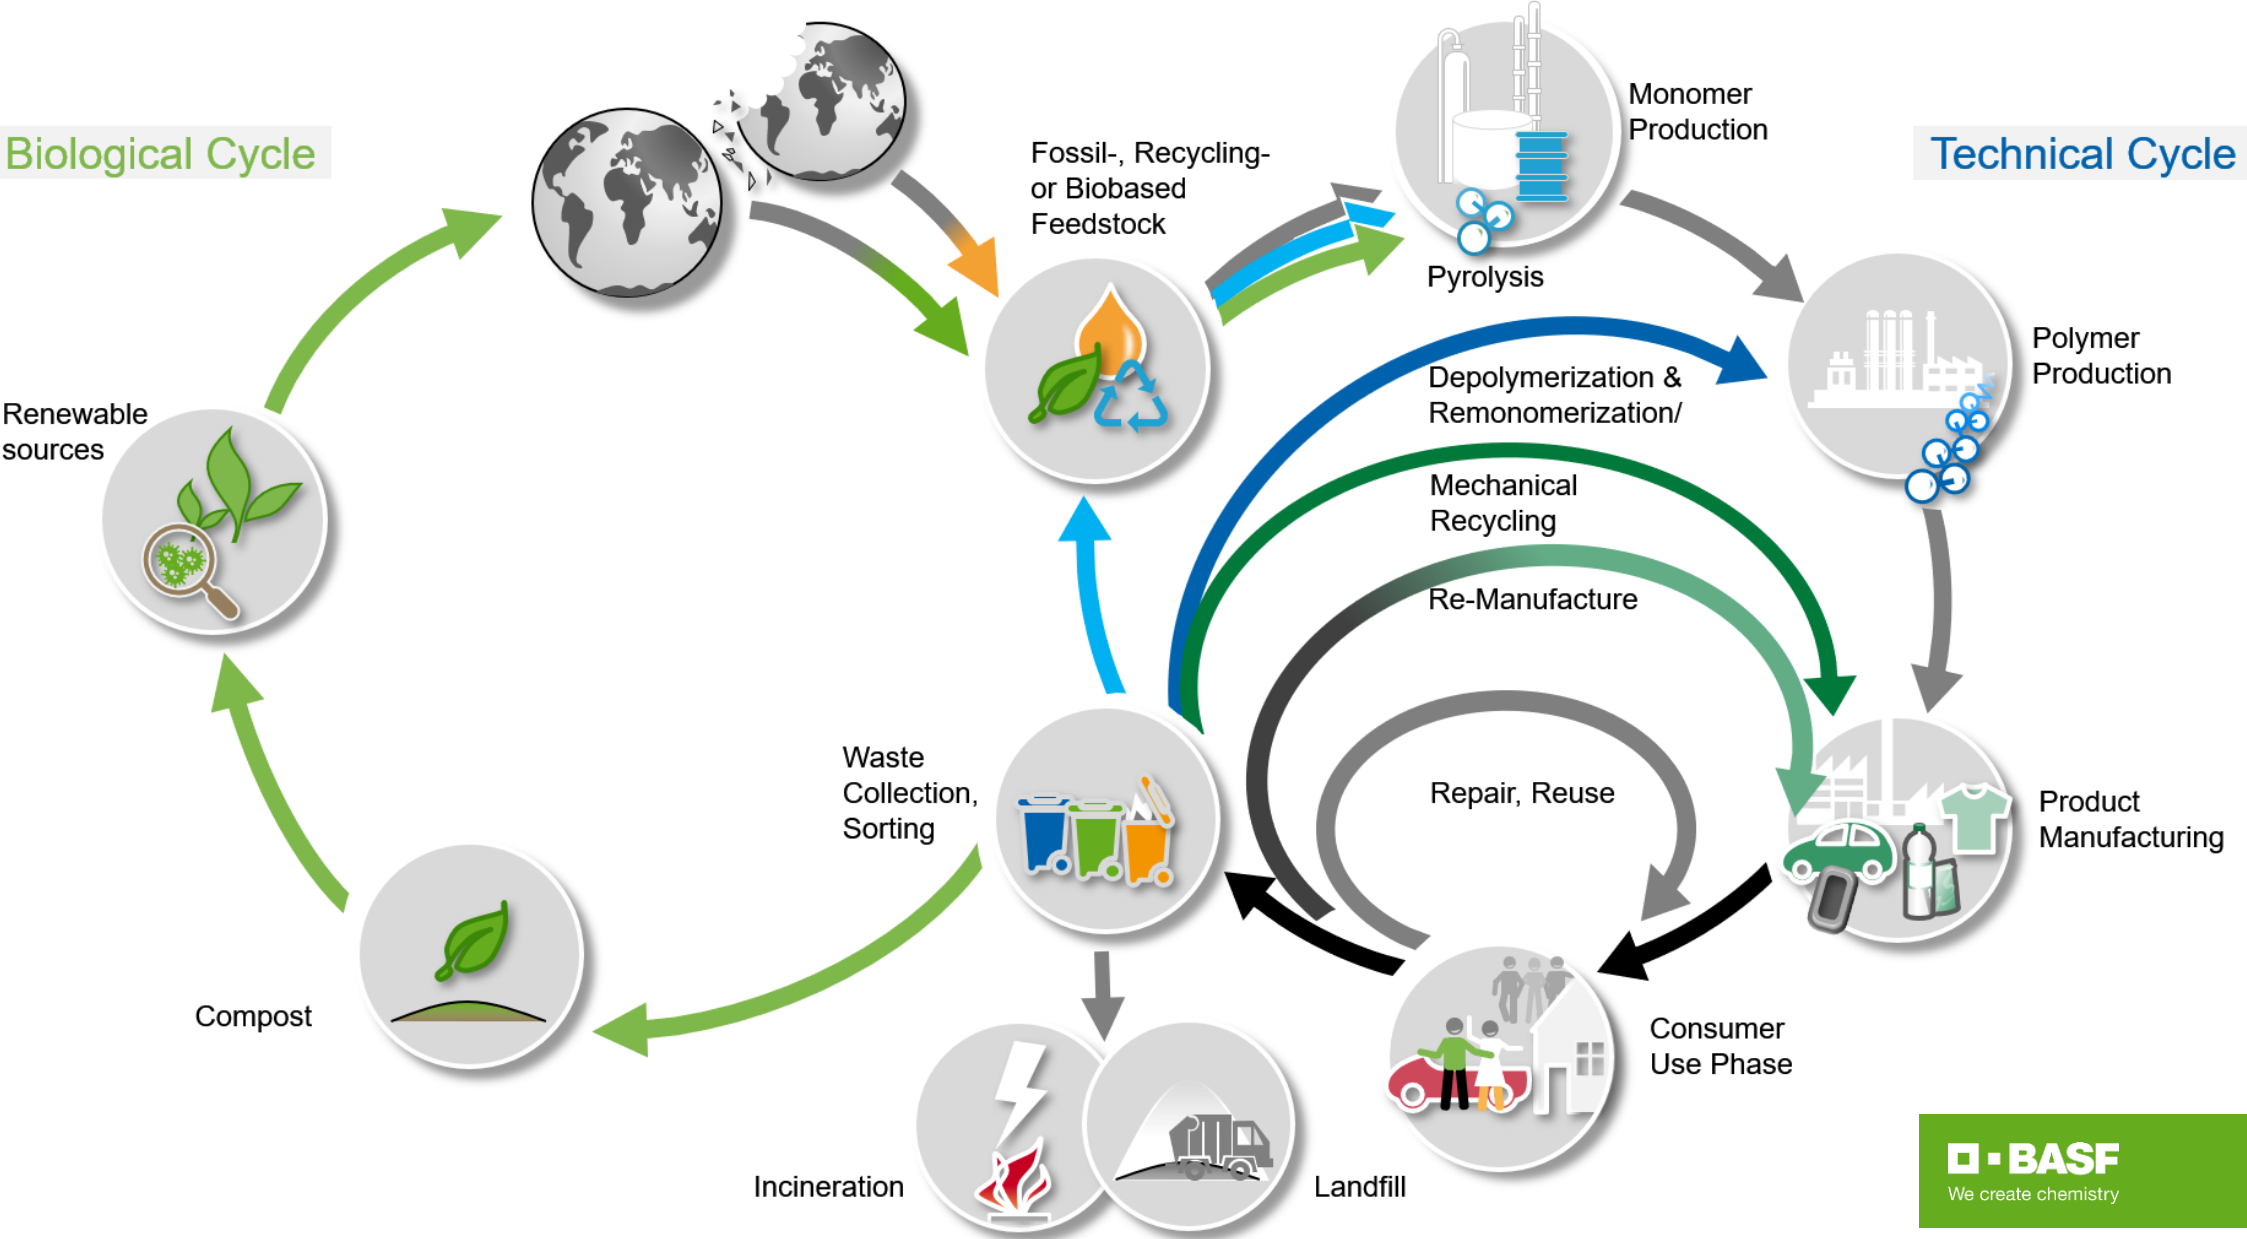 Biological Cycle
Technical Cycle
Monomer
Production
Fossil-, Recycling-
or Biobased
Feedstock
Pyrolysis
Polymer
Production
Depolymerization &
Remonomerization/
Renewable
sources
Mechanical
Recycling
Re-Manufacture
Waste
Collection,
Sorting
Repair, Reuse
Product
Manufacturing
Compost
Consumer
Use Phase
Incineration
Landfill
BASF
We create chemistry